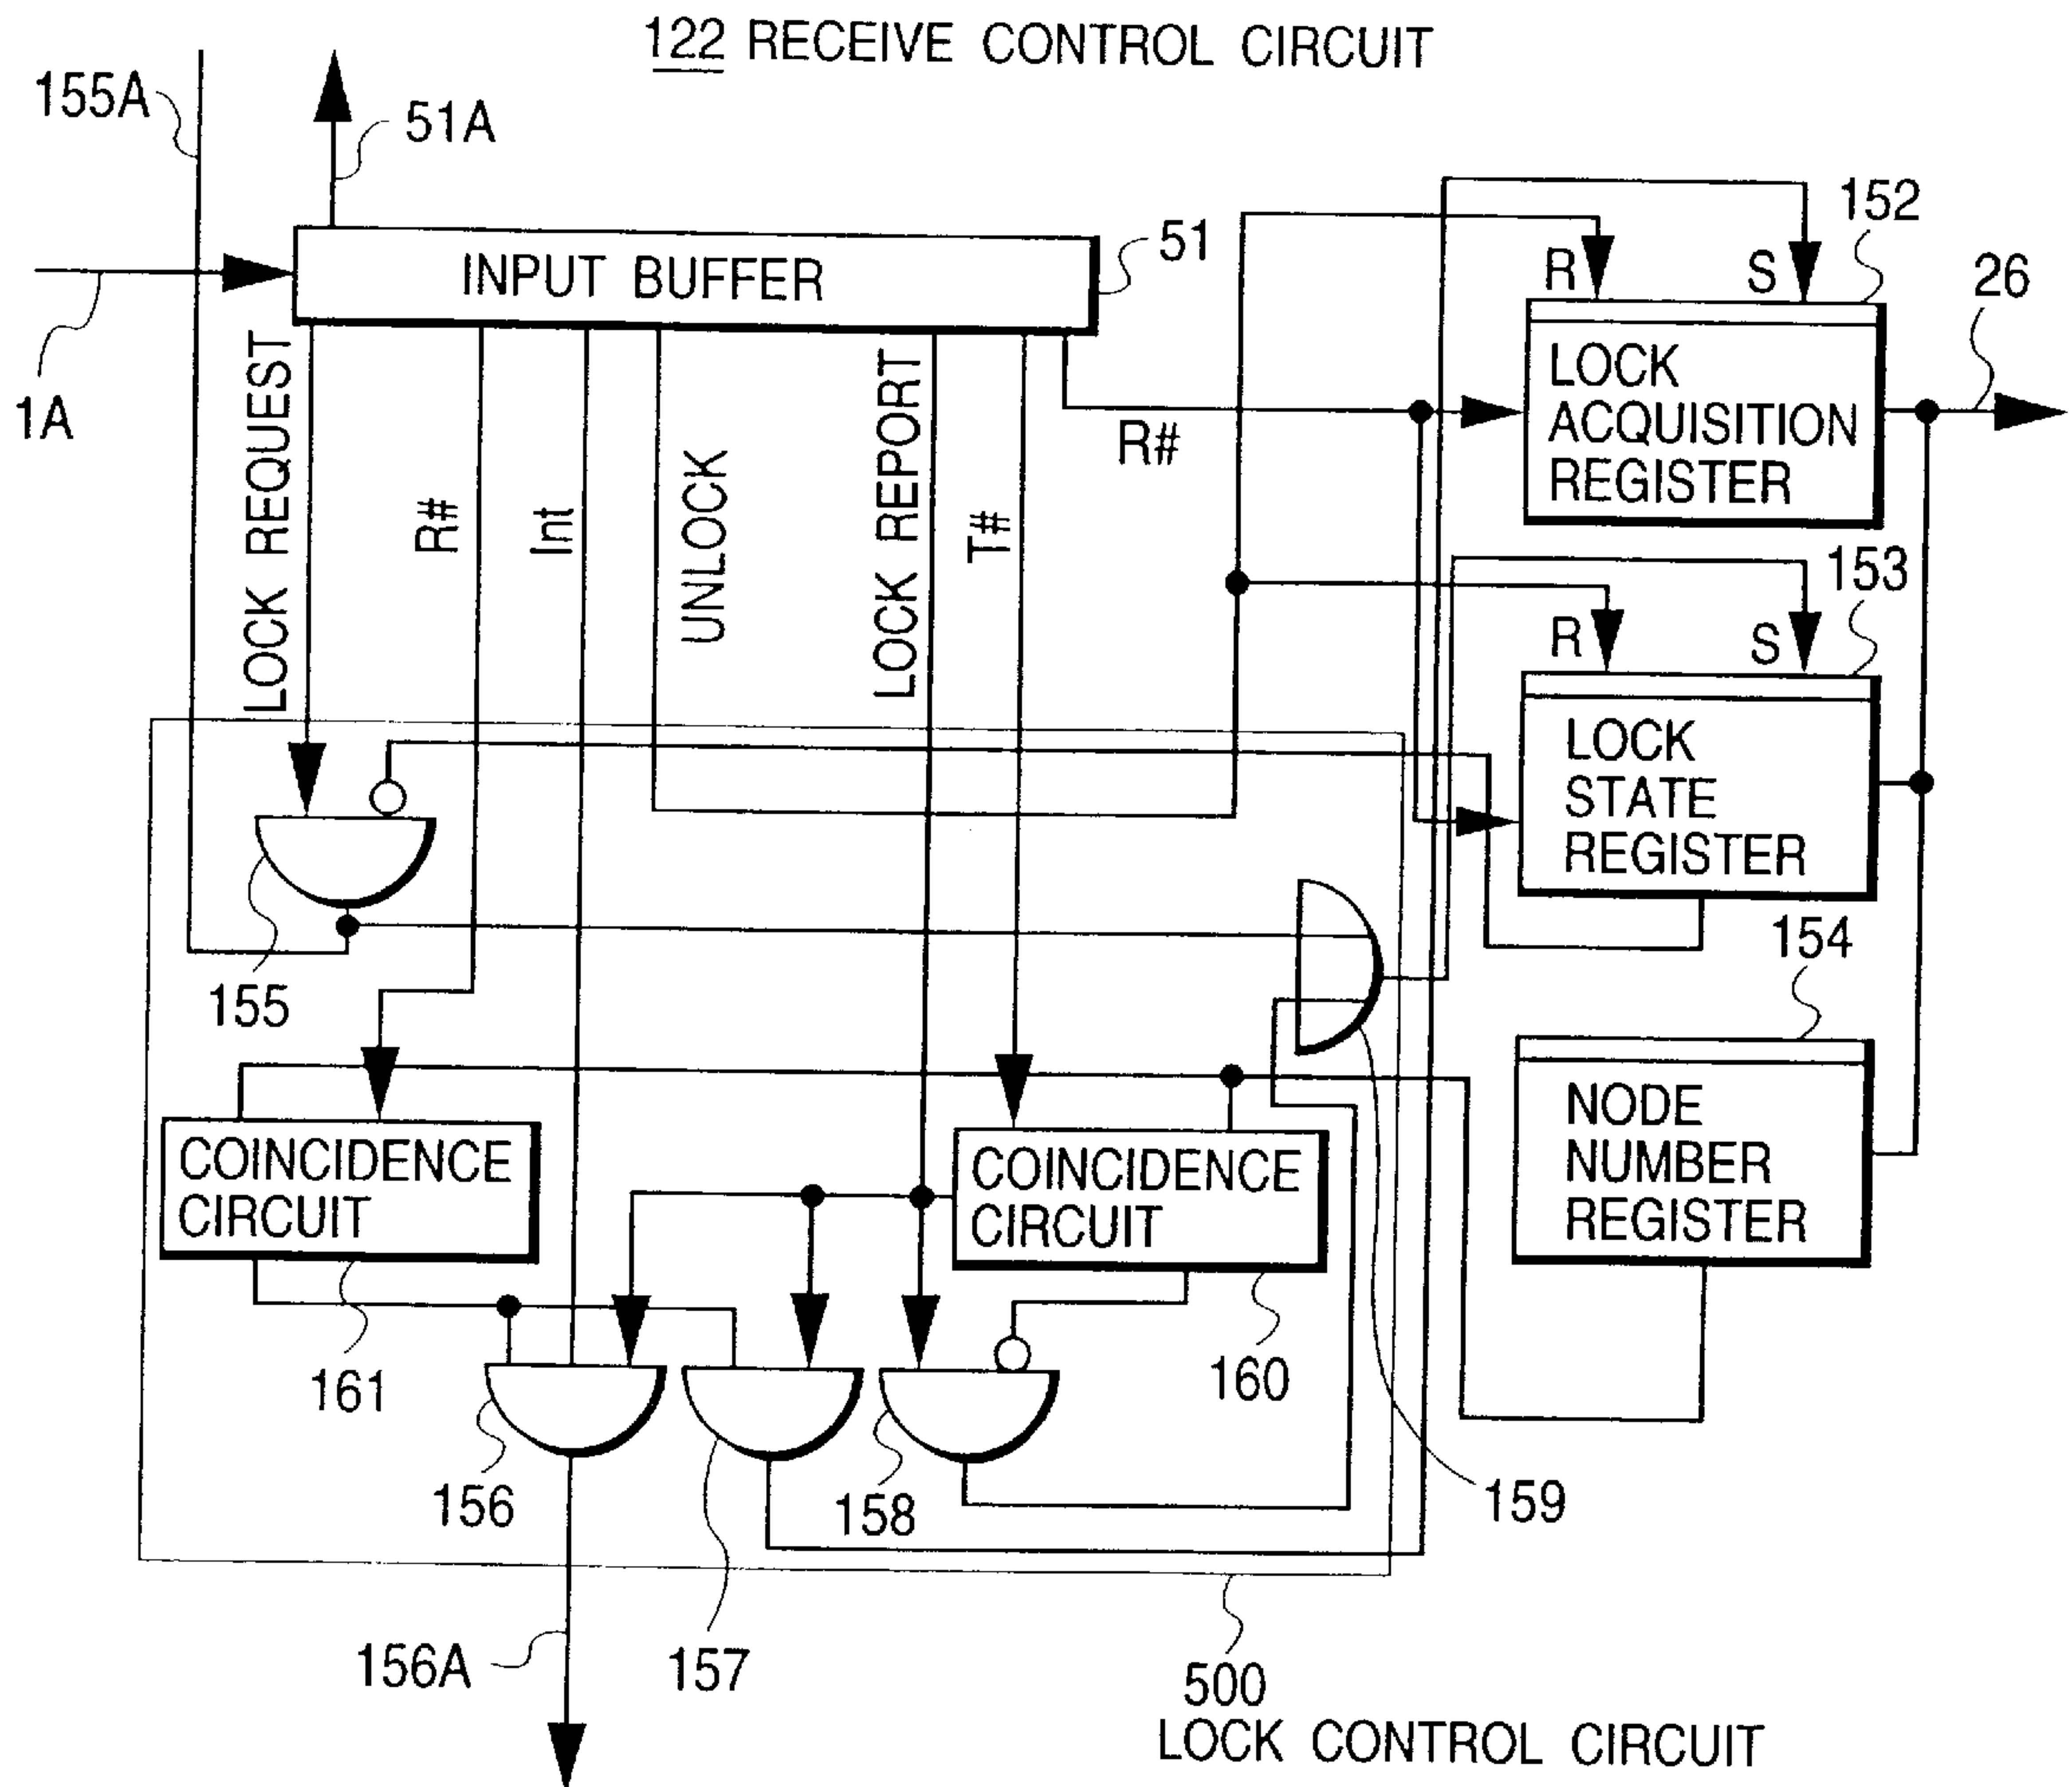 122 RECEIVE CONTROL CIRCUIT
155A
51A
152
51
R
S
26
INPUT BUFFER
1A
LOCK REQUEST
R#
Int
UNLOCK
LOCK REPORT
T#
R#
LOCK
ACQUISITION
REGISTER
153
R
S
LOCK
STATE
REGISTER
155
154
COINCIDENCE
CIRCUIT
COINCIDENCE
CIRCUIT
NODE
NUMBER
REGISTER
161
160
156
158
159
156A
157
500
LOCK CONTROL CIRCUIT